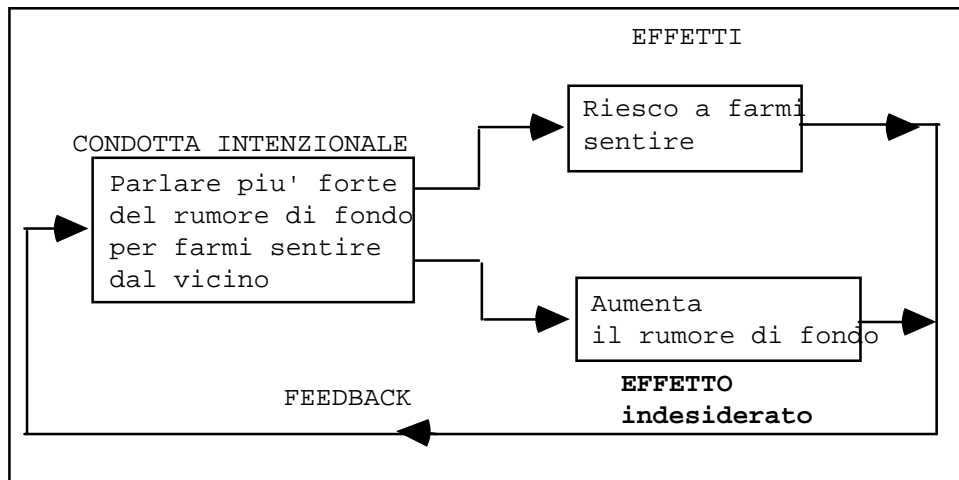 EFFETTI
Riesco a farmi
sentire
CONDOTTA INTENZIONALE
Parlare piu' forte
del rumore di fondo
per farmi sentire
dal vicino
Aumenta
il rumore di fondo
EFFETTO
indesiderato
FEEDBACK